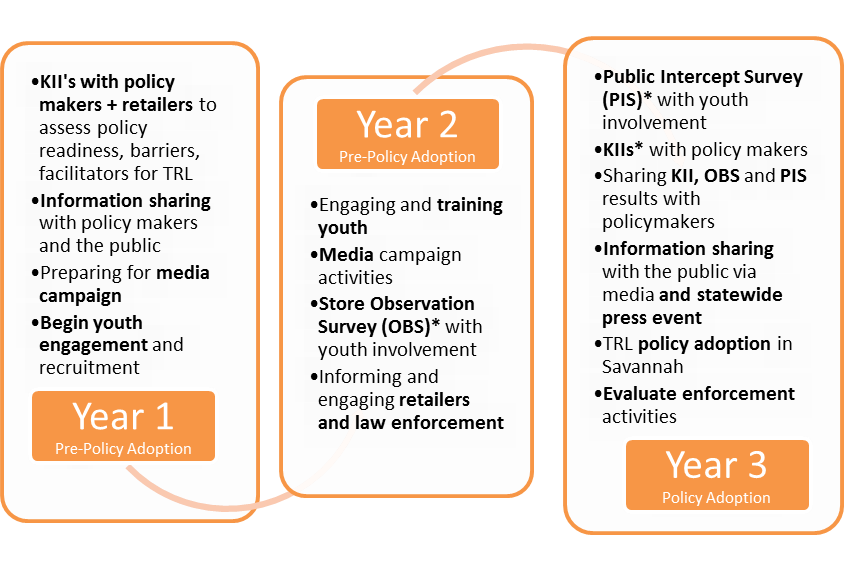 •KII's with policy
makers + retailers to
assess policy
readiness, barriers,
facilitators for TRL
•Information sharing
with policy makers
and the public
•Preparing for media
campaign
•Begin youth
engagement and
recruitment
Year 1
Pre-Policy Adoption
Year 2
Pre-Policy Adoption
•Engaging and training
youth
•Media campaign
activities
•Store Observation
Survey (OBS)* with
youth involvement
•Informing and
engaging retailers
and law enforcement
•Public Intercept Survey
(PIS)* with youth
involvement
•KIIs* with policy makers
•Sharing KII, OBS and PIS
results with
policymakers
•Information sharing
with the public via
media and statewide
press event
•TRL policy adoption in
Savannah
•Evaluate enforcement
activities
Year 3
Policy Adoption